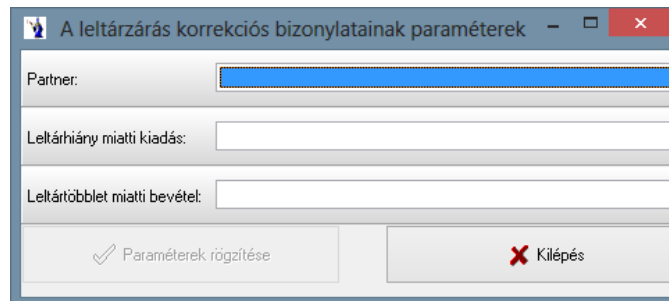 A leltárzárás korrekciós bizonylatainak paraméterek
Partner:
Leltárhiány miatti kiadás:
Leltártöbblet miatti bevétel:
Paraméterek rögzítése
Kilépés